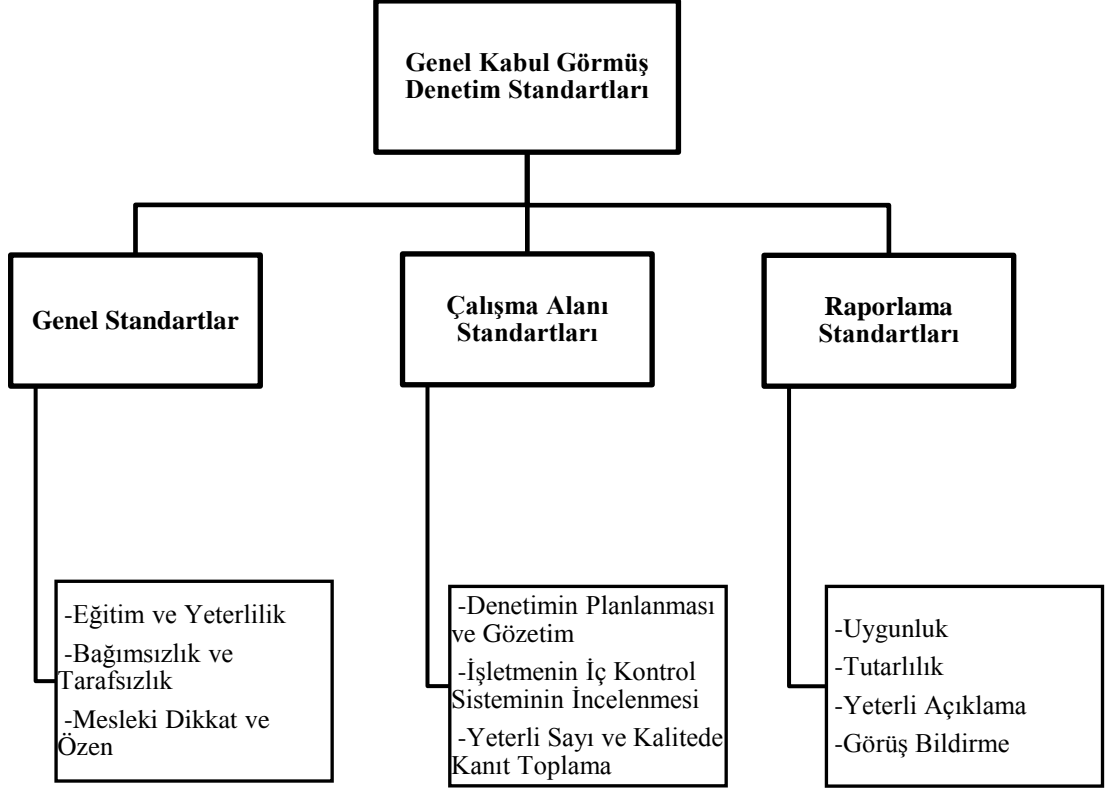 Genel Kabul Görmüş
Denetim Standartları
Genel Standartlar
Çalışma Alanı
Standartları
Raporlama
Standartları
-Eğitim ve Yeterlilik
-Bağımsızlık ve
Tarafsızlık
-Mesleki Dikkat ve
Özen
-Denetimin Planlanması
ve Gözetim
-İşletmenin İç Kontrol
Sisteminin İncelenmesi
-Yeterli Sayı ve Kalitede
Kanıt Toplama
-Uygunluk
-Tutarlılık
-Yeterli Açıklama
-Görüş Bildirme